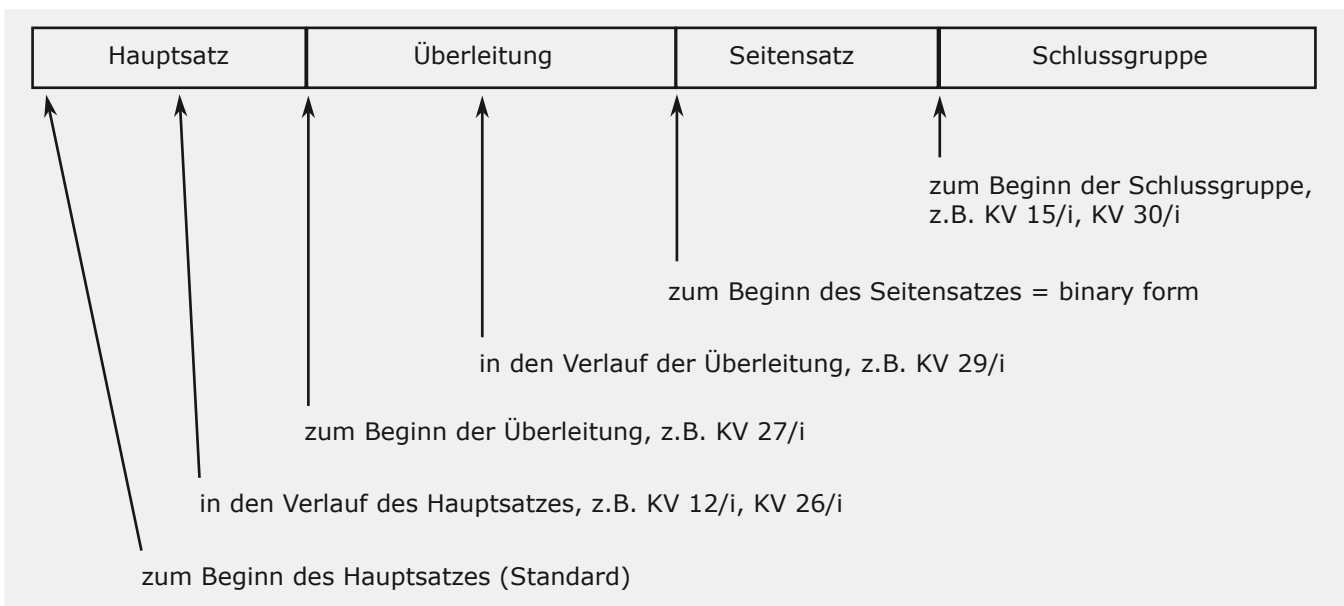 Hauptsatz Überleitung Seitensatz Schlussgruppe
zum Beginn der Schlussgruppe,
z.B. KV 15/i, KV 30/i
zum Beginn des Seitensatzes = binary form
in den Verlauf der Überleitung, z.B. KV 29/i
zum Beginn der Überleitung, z.B. KV 27/i
in den Verlauf des Hauptsatzes, z.B. KV 12/i, KV 26/i
zum Beginn des Hauptsatzes (Standard)